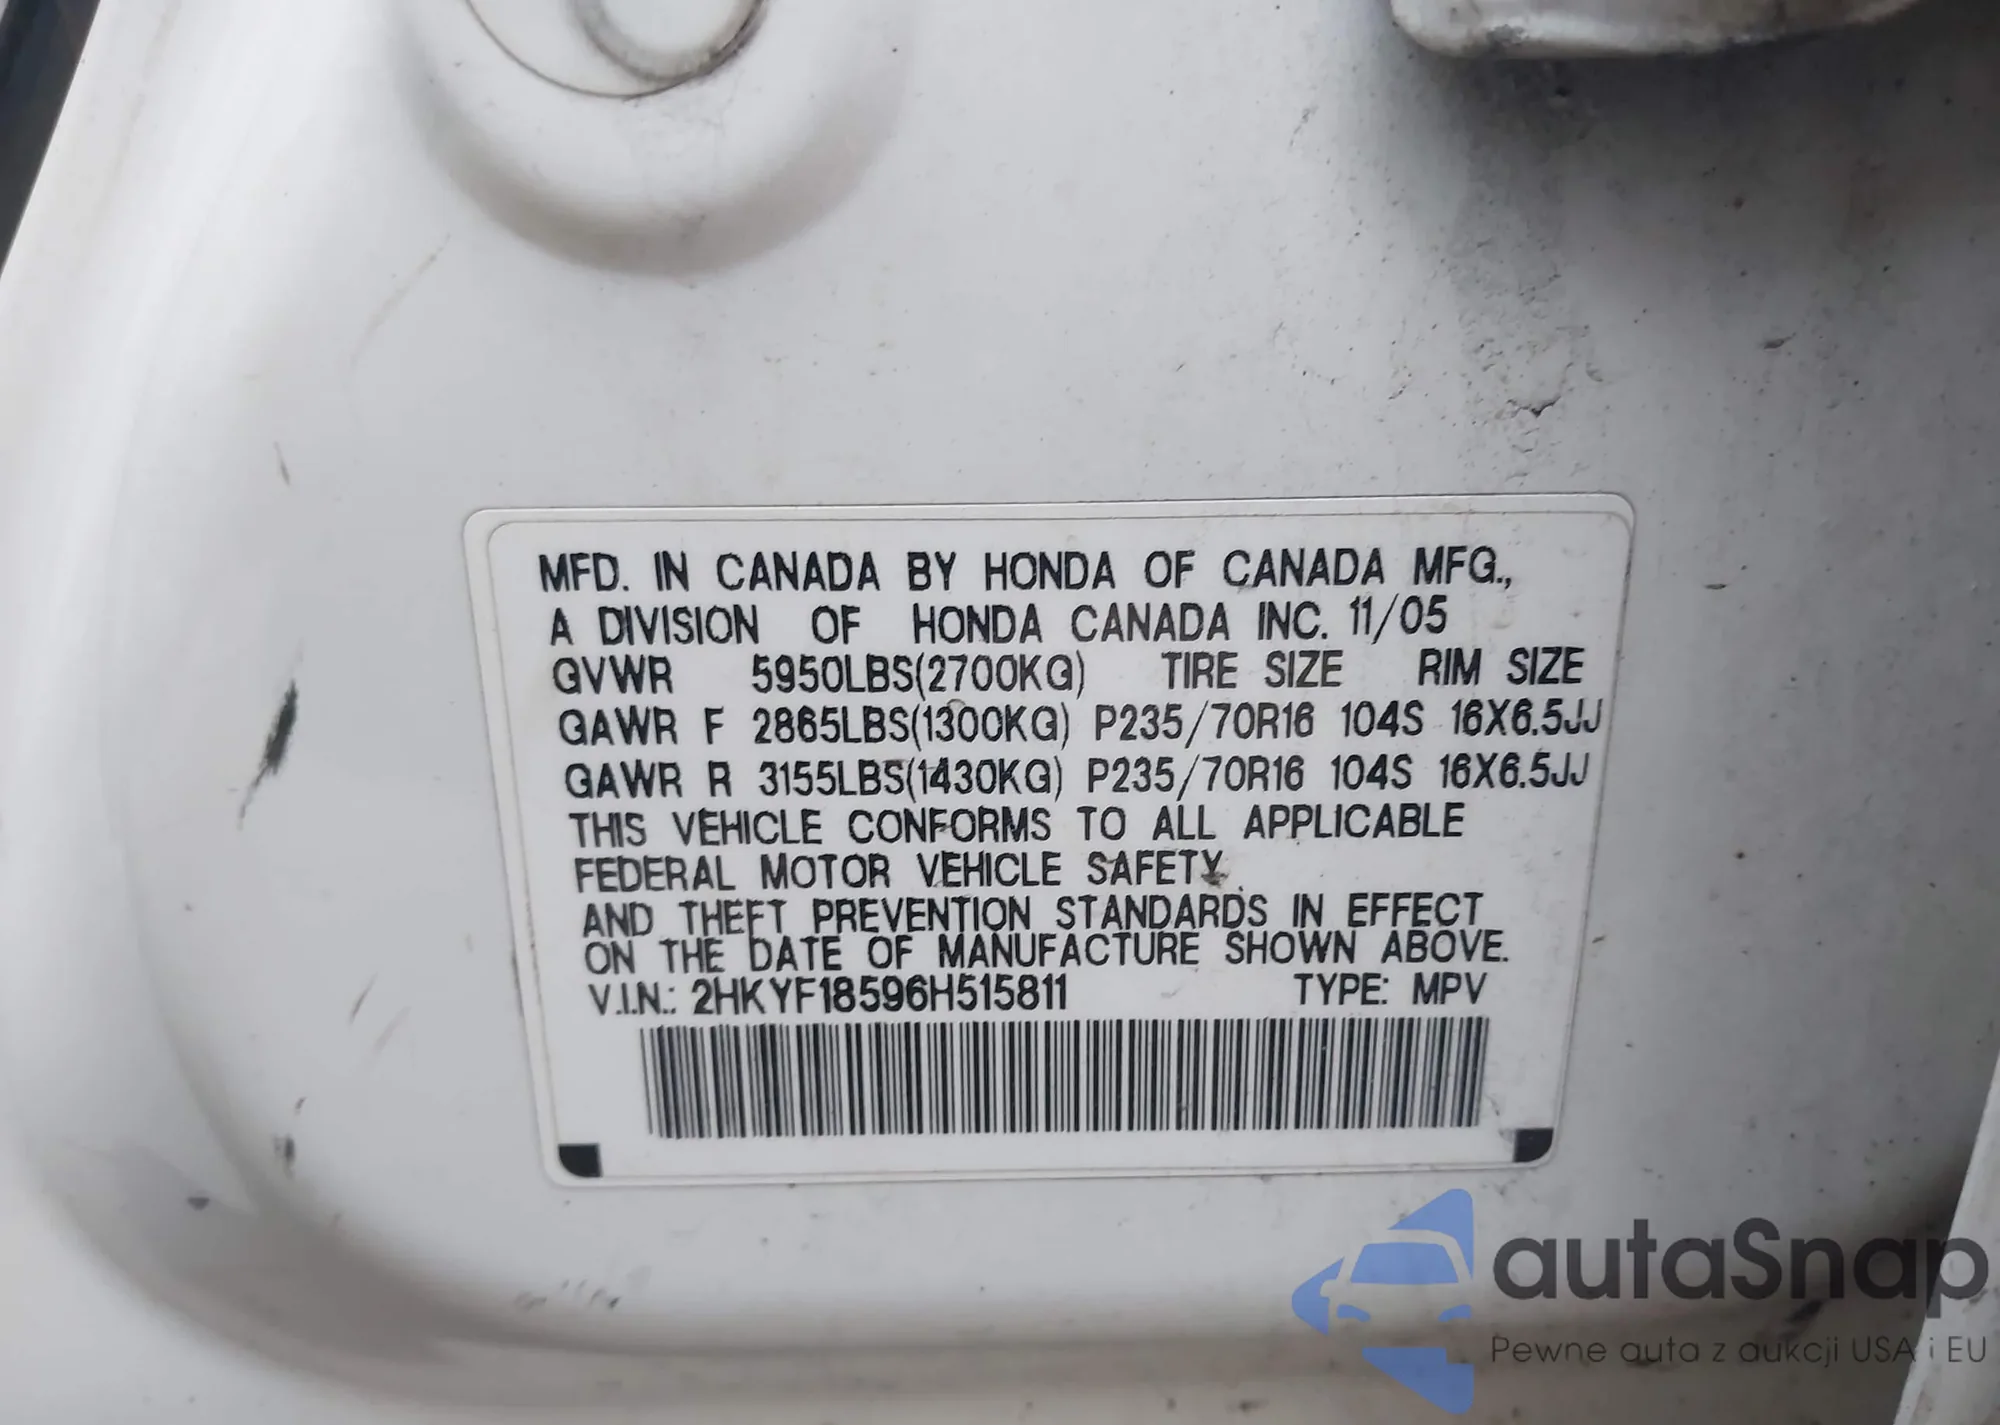 MFD. IN CANADA BY HONDA OF CANADA MFG.,
A DIVISION OF HONDA CANADA INC. 11/05
GVWR 5950LBS(2700KG) TIRE SIZE RIM SIZE
GAWR F 2865LBS(1300KG) P235/70R16 104S 16X6.5JJ
GAWR R 3155LBS(1430KG) P235/70R16 104S 16X6.5JJ
THIS VEHICLE CONFORMS TO ALL APPLICABLE
FEDERAL MOTOR VEHICLE SAFETY
AND THEFT PREVENTION STANDARDS IN EFFECT
ON THE DATE OF MANUFACTURE SHOWN ABOVE.
V.I.N.: 2HKYF18596H515811 TYPE: MPV
autaSnap
Pewne auta z aukcji USA i EU